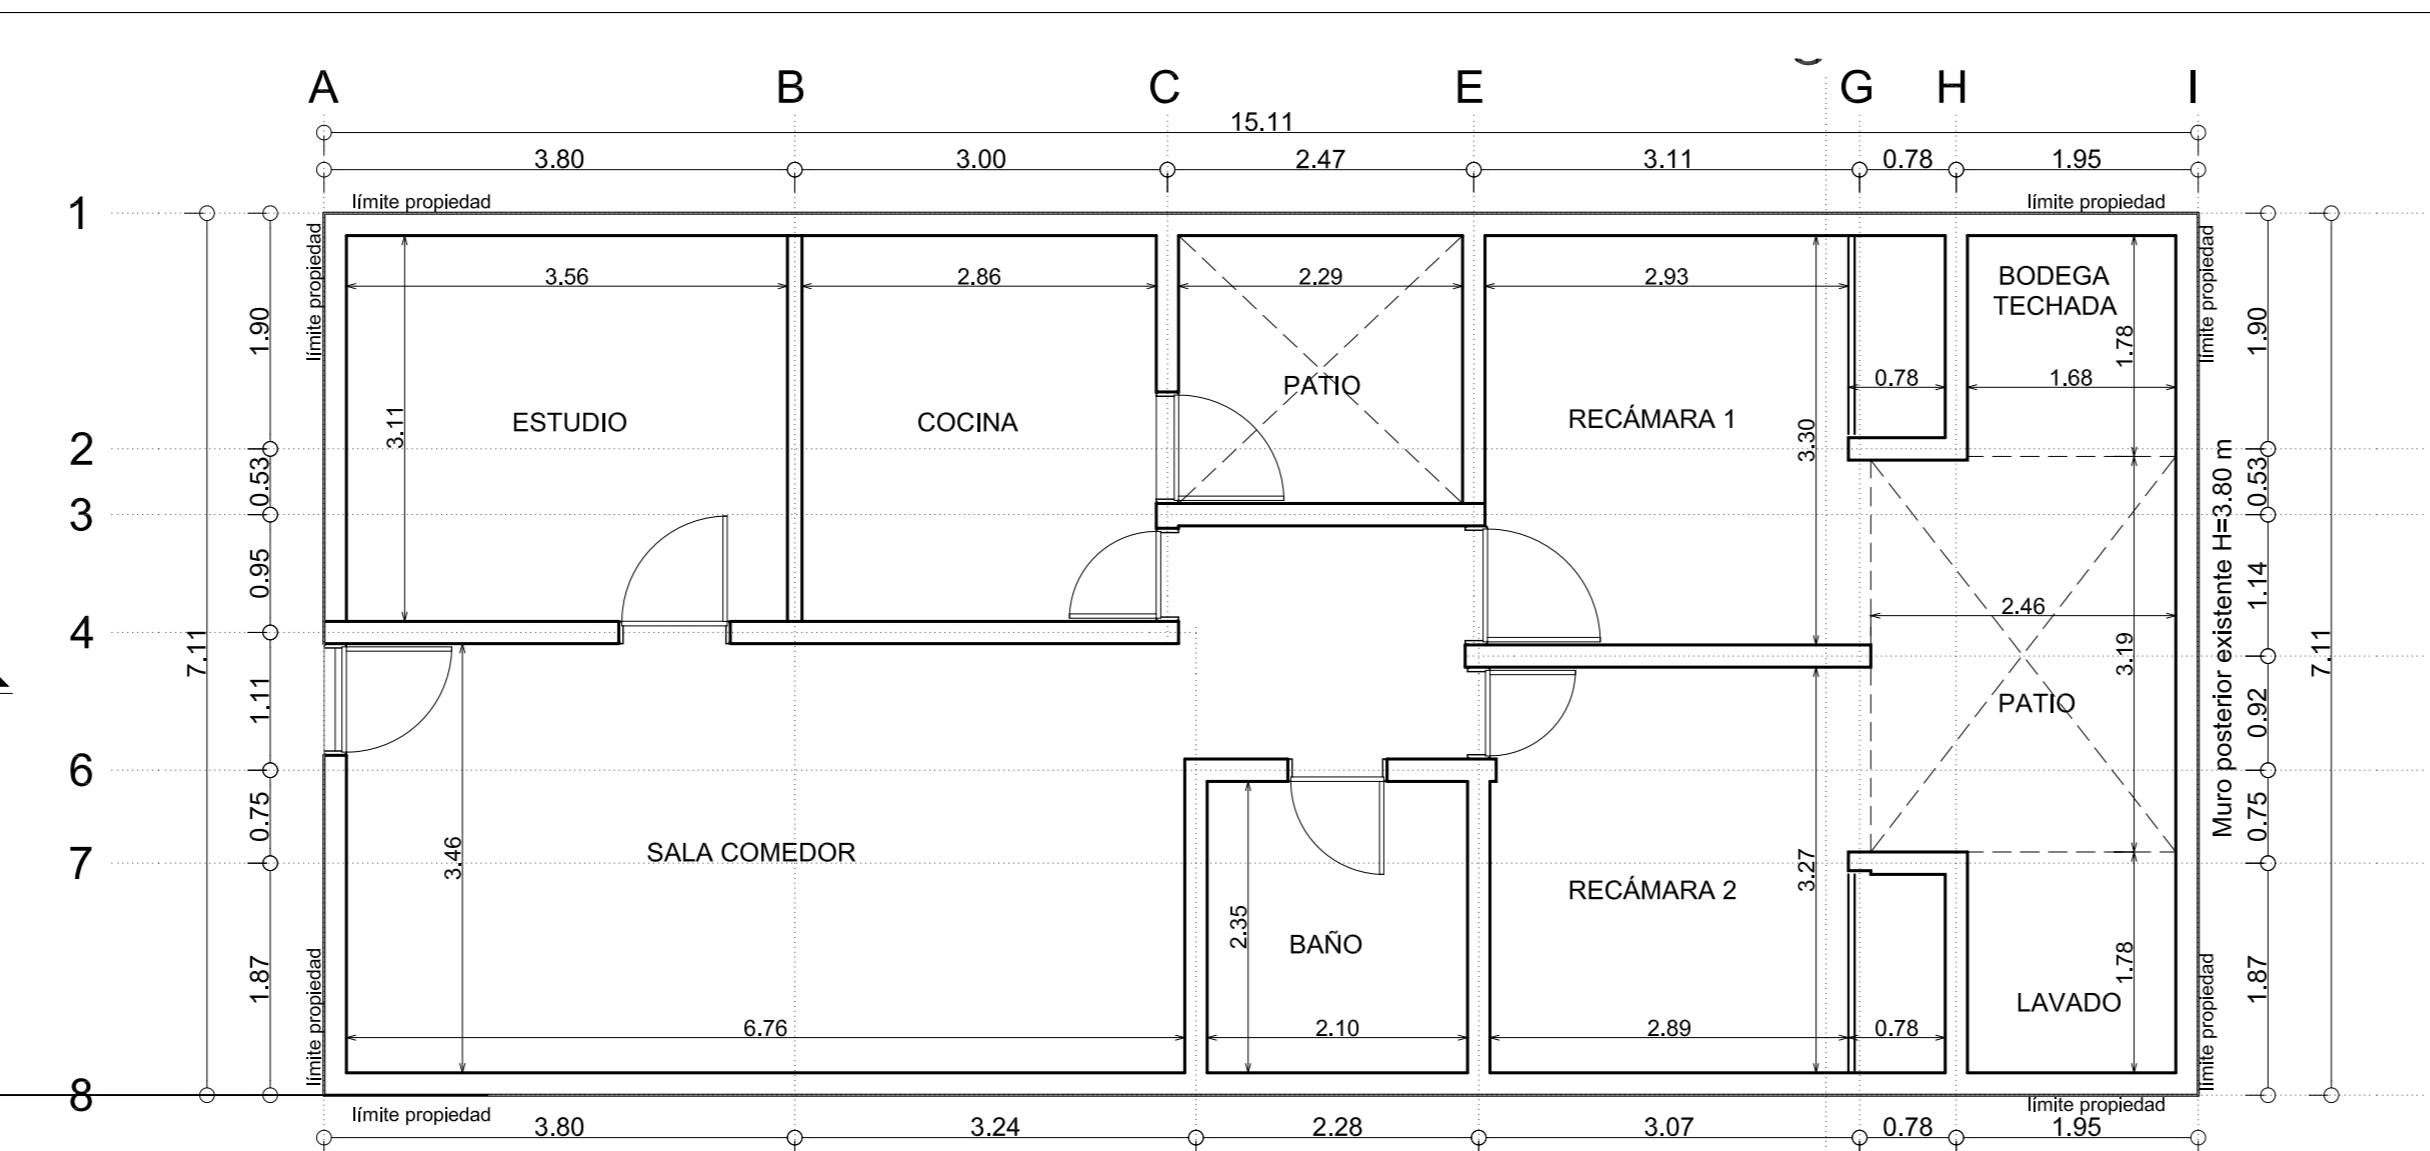 A B C E G H I
15.11
3.80 3.00 2.47 3.11 0.78 1.95
límite propiedad límite propiedad
1
límite propiedad
límite propiedad
1.90
1.90
3.56 2.86 2.29 2.93
BODEGA
TECHADA
1.78
0.78 1.68
PATIO
ESTUDIO COCINA RECÁMARA 1
3.11
3.30
2
0.53
0.53
3
Muro posterior existente H=3.80 m
0.95
1.14
2.46
4
7.11
7.11
3.19
1.11
0.92
PATIO
6
0.75
0.75
SALA COMEDOR
3.46
7
3.27
RECÁMARA 2
2.35
BAÑO
1.87
1.87
1.78
LAVADO
límite propiedad
límite propiedad
6.76 2.10 2.89 0.78
8
límite propiedad límite propiedad
3.80 3.24 2.28 3.07 0.78 1.95